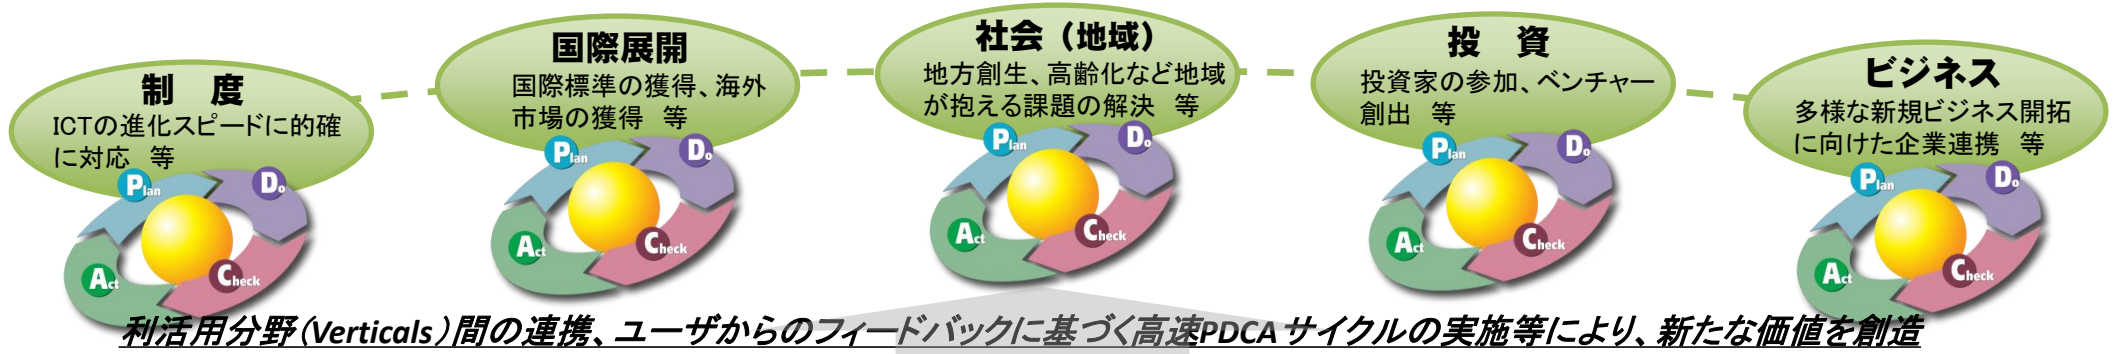 制　度
ICTの進化スピードに的確
に対応　等
Plan
Do
Check
Act
国際展開
国際標準の獲得、海外
市場の獲得　等
Plan
Do
Check
Act
社会（地域）
地方創生、高齢化など地域
が抱える課題の解決　等
Plan
Do
Check
Act
投　資
投資家の参加、ベンチャー
創出　等
Plan
Do
Check
Act
ビジネス
多様な新規ビジネス開拓
に向けた企業連携　等
Plan
Do
Check
Act
利活用分野（Verticals）間の連携、ユーザからのフィードバックに基づく高速PDCAサイクルの実施等により、新たな価値を創造